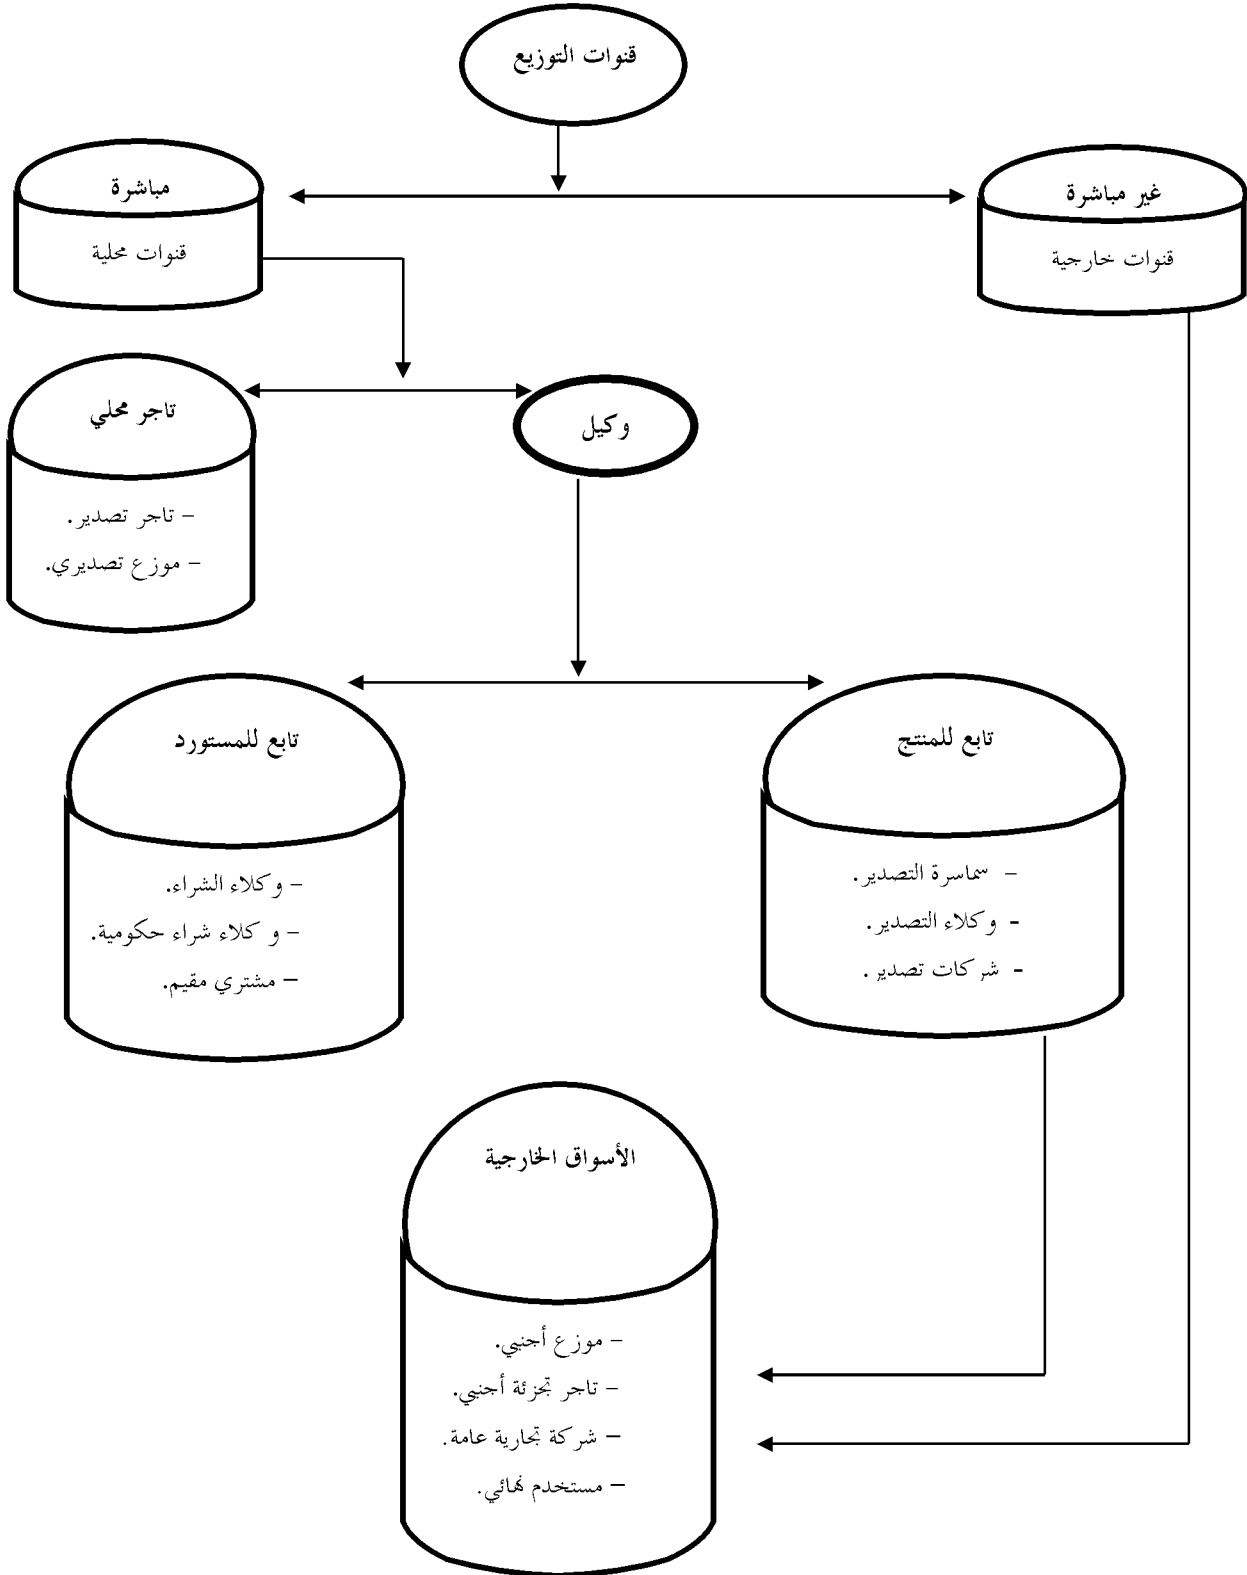 قنوات التوزيع
غير مباشرة
قنوات خارجية
مباشرة
قنوات محلية
تاجر محلي
– تاجر تصدير.
– موزع تصديري.
وكيل
تابع للمنتج
– سماسرة التصدير.
- وكلاء التصدير.
- شركات تصدير.
تابع للمستورد
– وكلاء الشراء.
– وكلاء شراء حكومية.
– مشتري مقيم.
الأسواق الخارجية
– موزع أجنبي.
– تاجر تجزئة أجنبي.
– شركة تجارية عامة.
– مستخدم نهائي.